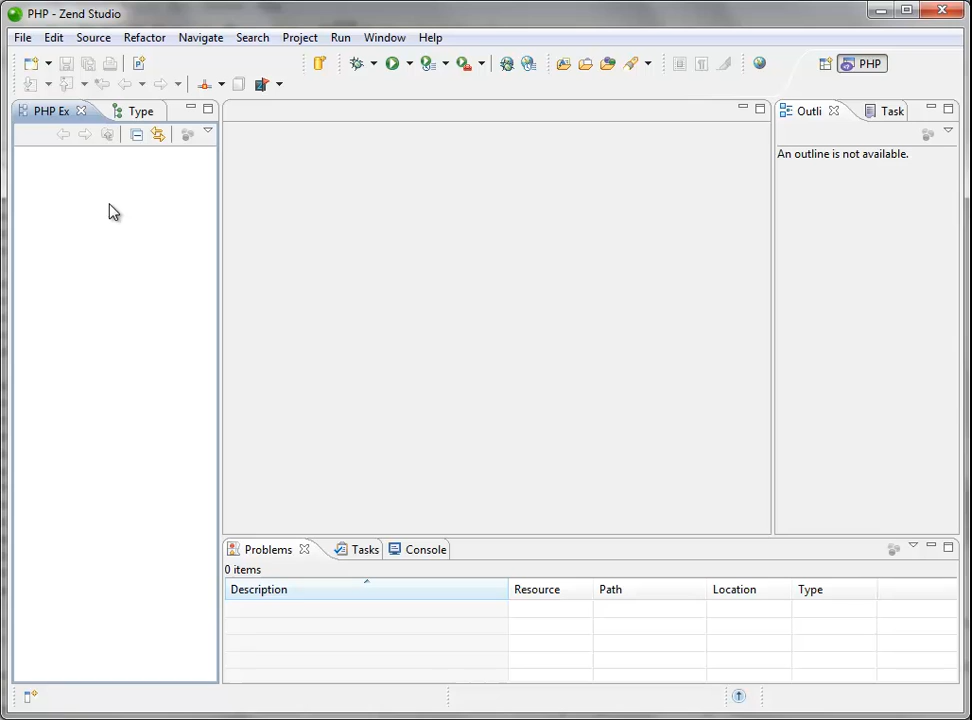 PHP - Zend Studio
File Edit Source Refactor Navigate Search Project Run Window Help
PHP
PHP Ex Type
Outli Task
An outline is not available.
Problems Tasks Console
0 items
Description Resource Path Location Type